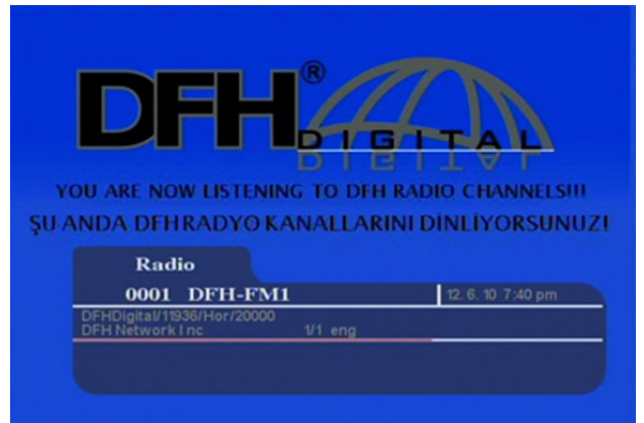 DFH®
DIGITAL
YOU ARE NOW LISTENING TO DFH RADIO CHANNELS!!!
ŞU ANDA DFH RADYO KANALLARINI DİNLİYORSUNUZ!
Radio
0001 DFH-FM1 12. 6. 10 7:40 pm
DFHDigital/11936/Hor/20000
DFH Network Inc 1/1 eng